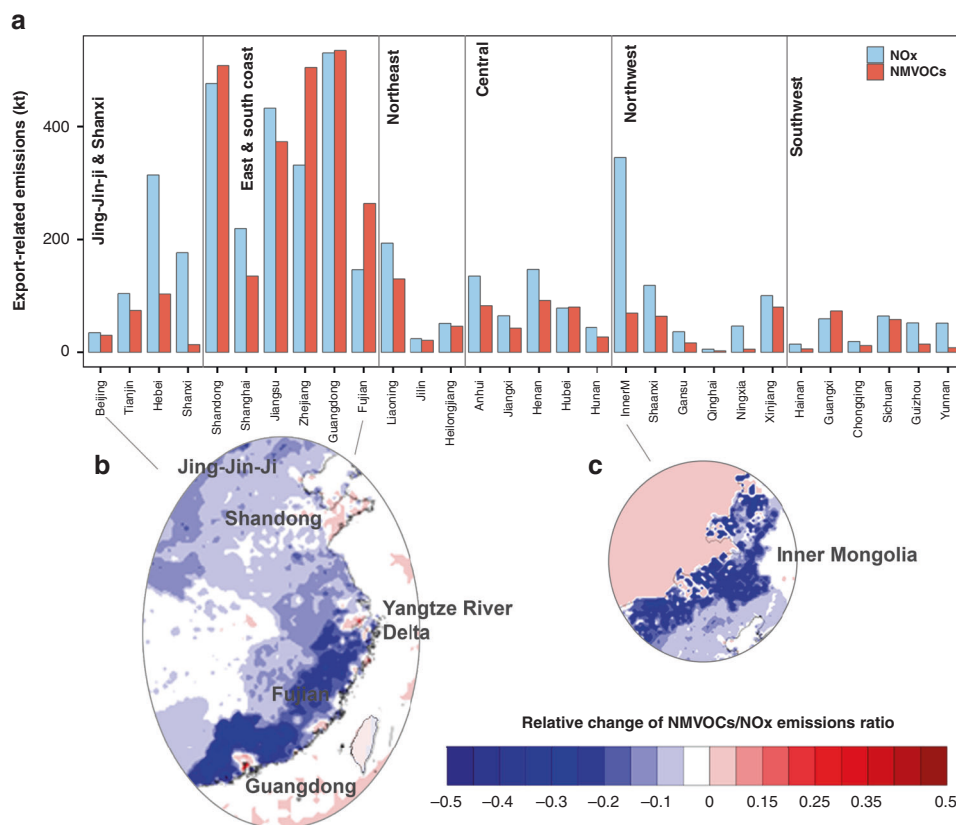 a
NOx
NMVOCs
Export-related emissions (kt)
400
200
0
Jing-Jin-ji & Shanxi
East & south coast
Northeast
Central
Northwest
Southwest
Beijing
Tianjin
Hebei
Shanxi
Shandong
Shanghai
Jiangsu
Zhejiang
Guangdong
Fujian
Liaoning
Jilin
Heilongjiang
Anhui
Jiangxi
Henan
Hubei
Hunan
InnerM
Shaanxi
Gansu
Qinghai
Ningxia
Xinjiang
Hainan
Guangxi
Chongqing
Sichuan
Guizhou
Yunnan
b
Jing-Jin-Ji
Shandong
Yangtze River
Delta
Fujian
Guangdong
c
Inner Mongolia
Relative change of NMVOCs/NOx emissions ratio
−0.5 −0.4 −0.3 −0.2 −0.1 0 0.15 0.25 0.35 0.5